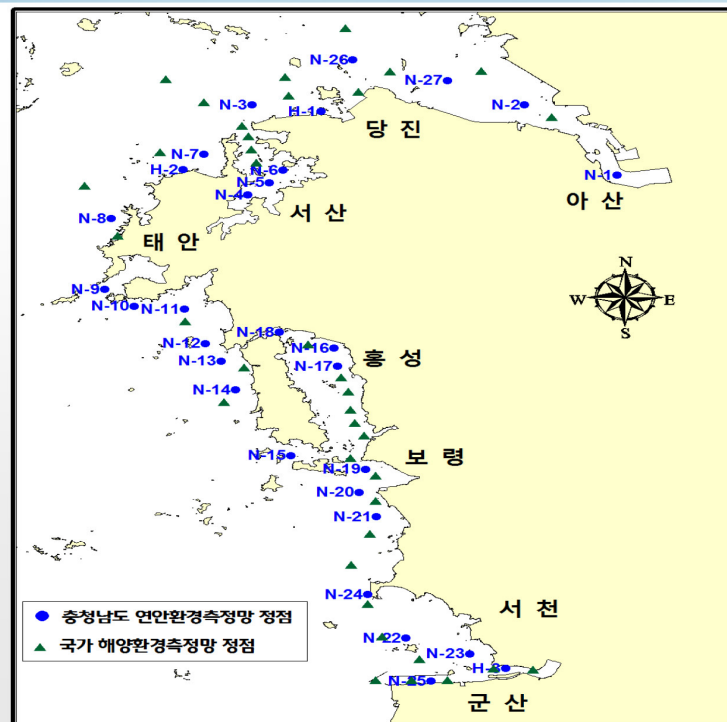 N-26
N-27
N-3
H-1
N-2
당 진
N-7
H-2
N-6
N-5
N-4
N-1
서 산
아 산
N-8
태 안
N-9
N-10
N-11
N
W
E
S
N-18
N-12
N-16
N-13
N-17
홍 성
N-14
N-15
보 령
N-19
N-20
N-21
N-24
서 천
충청남도 연안환경측정망 정점
N-22
국가 해양환경측정망 정점
N-23
H-3
N-25
군 산